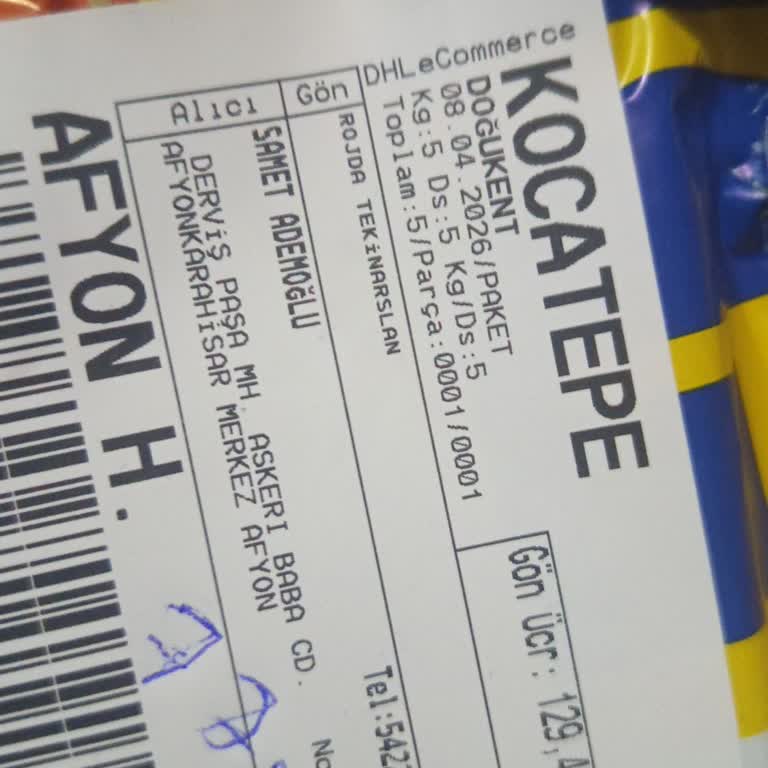 DHLeCommerce
KOCATEPE
DOĞUKENT
08.04.2026/PAKET
Kg:5 Ds:5 Kg/Ds:5
Toplam:5/Parça:0001/0001
Gön Ücr: 129,4
Gön
ROJDA TEKİNARSLAN
Tel:542
Alıcı
SAMET ADEMOĞLU
DERVİŞ PAŞA MH. ASKERI BABA CD.
AFYONKARAHİSAR MERKEZ AFYON
AFYON H.